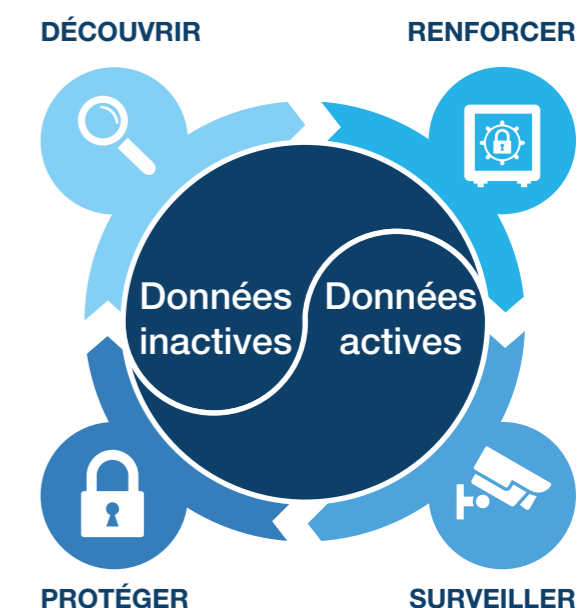 DÉCOUVRIR
RENFORCER
Données
inactives
Données
actives
PROTÉGER
SURVEILLER